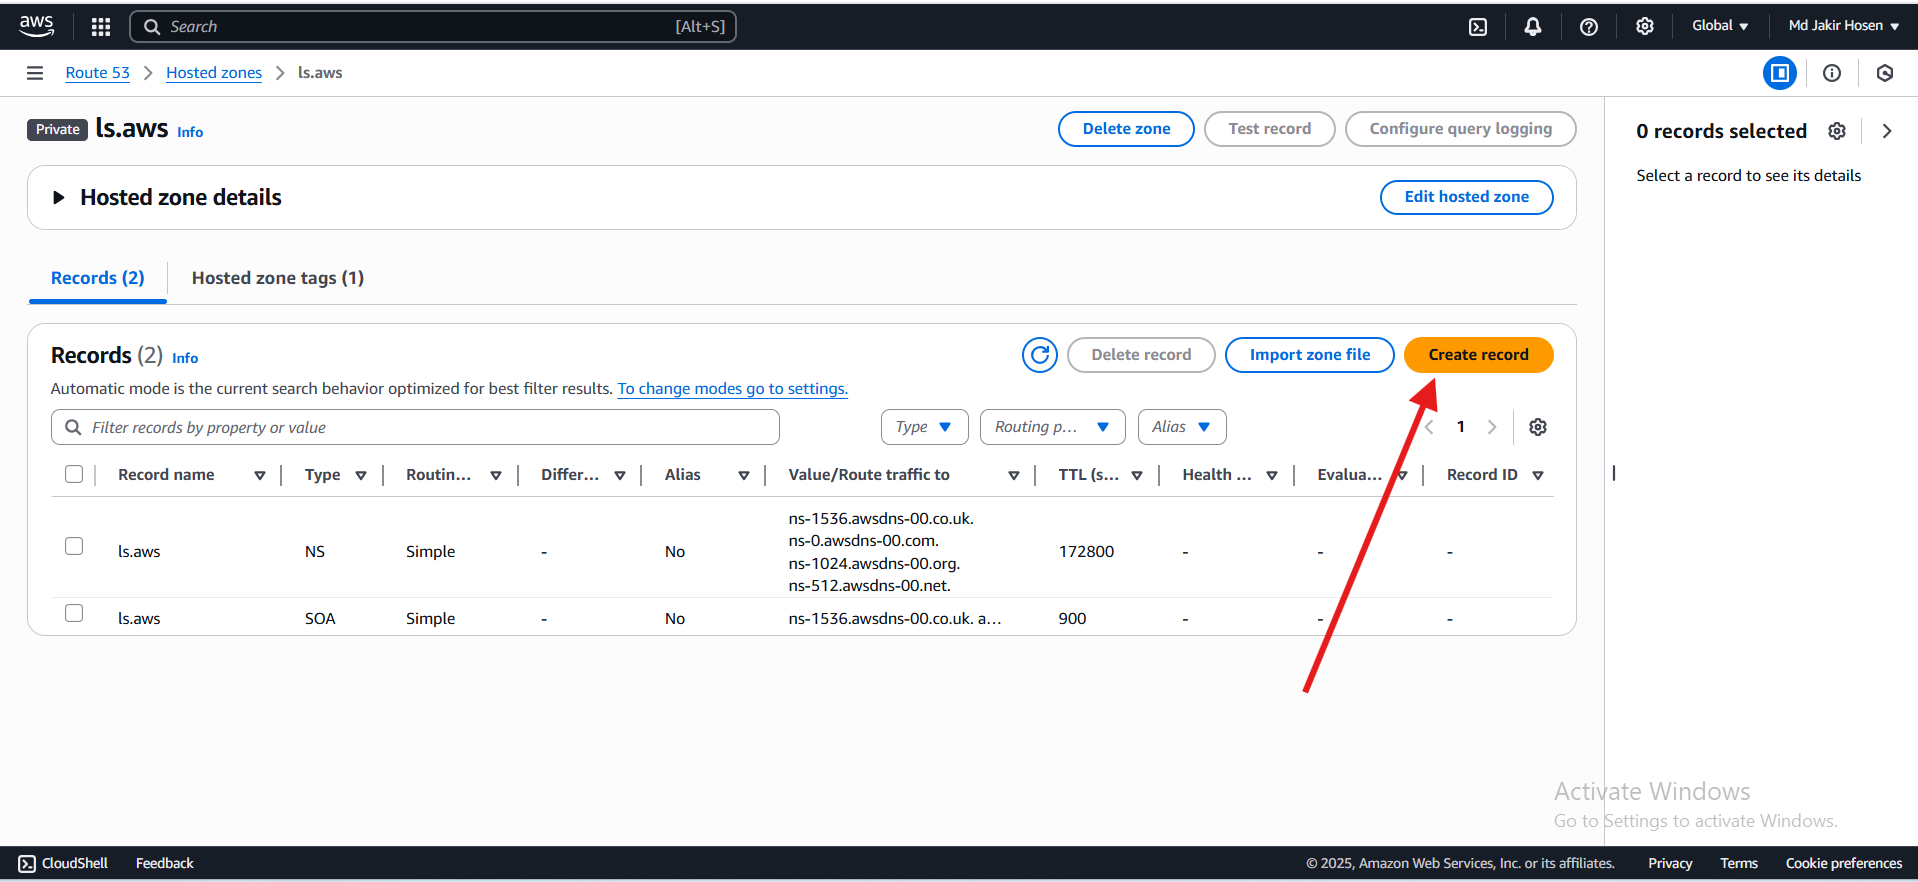 aws
Search
[Alt+S]
Global
Md Jakir Hosen
Route 53
Hosted zones
ls.aws
Private
ls.aws
Info
Delete zone
Test record
Configure query logging
0 records selected
Select a record to see its details
Hosted zone details
Edit hosted zone
Records (2)
Hosted zone tags (1)
Records (2)
Info
Delete record
Import zone file
Create record
Automatic mode is the current search behavior optimized for best filter results. To change modes go to settings.
Filter records by property or value
Type
Routing p...
Alias
1
Record name
Type
Routin...
Differ...
Alias
Value/Route traffic to
TTL (s...
Health ...
Evalua...
Record ID
ls.aws
NS
Simple
-
No
ns-1536.awsdns-00.co.uk.
ns-0.awsdns-00.com.
ns-1024.awsdns-00.org.
ns-512.awsdns-00.net.
172800
-
-
-
ls.aws
SOA
Simple
-
No
ns-1536.awsdns-00.co.uk. a...
900
-
-
-
Activate Windows
Go to Settings to activate Windows.
CloudShell
Feedback
© 2025, Amazon Web Services, Inc. or its affiliates.
Privacy
Terms
Cookie preferences